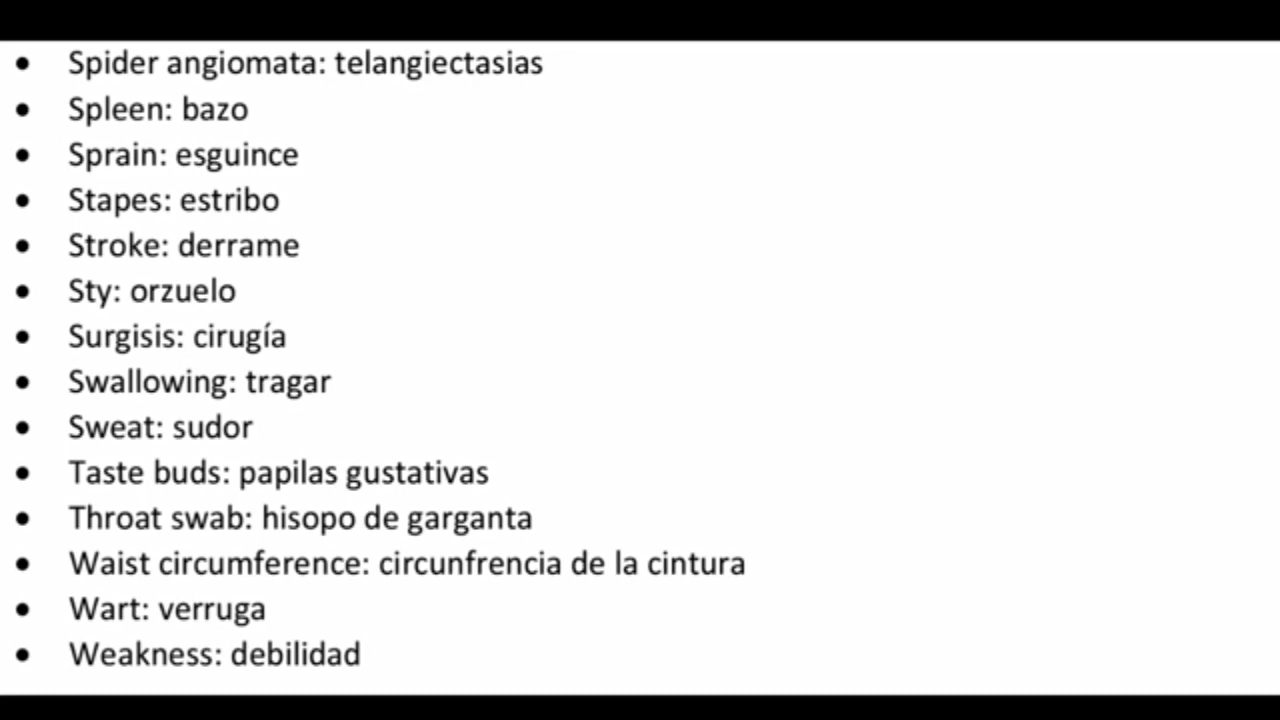 • Spider angiomata: telangiectasias
• Spleen: bazo
• Sprain: esguince
• Stapes: estribo
• Stroke: derrame
• Sty: orzuelo
• Surgisis: cirugía
• Swallowing: tragar
• Sweat: sudor
• Taste buds: papilas gustativas
• Throat swab: hisopo de garganta
• Waist circumference: circunfrencia de la cintura
• Wart: verruga
• Weakness: debilidad